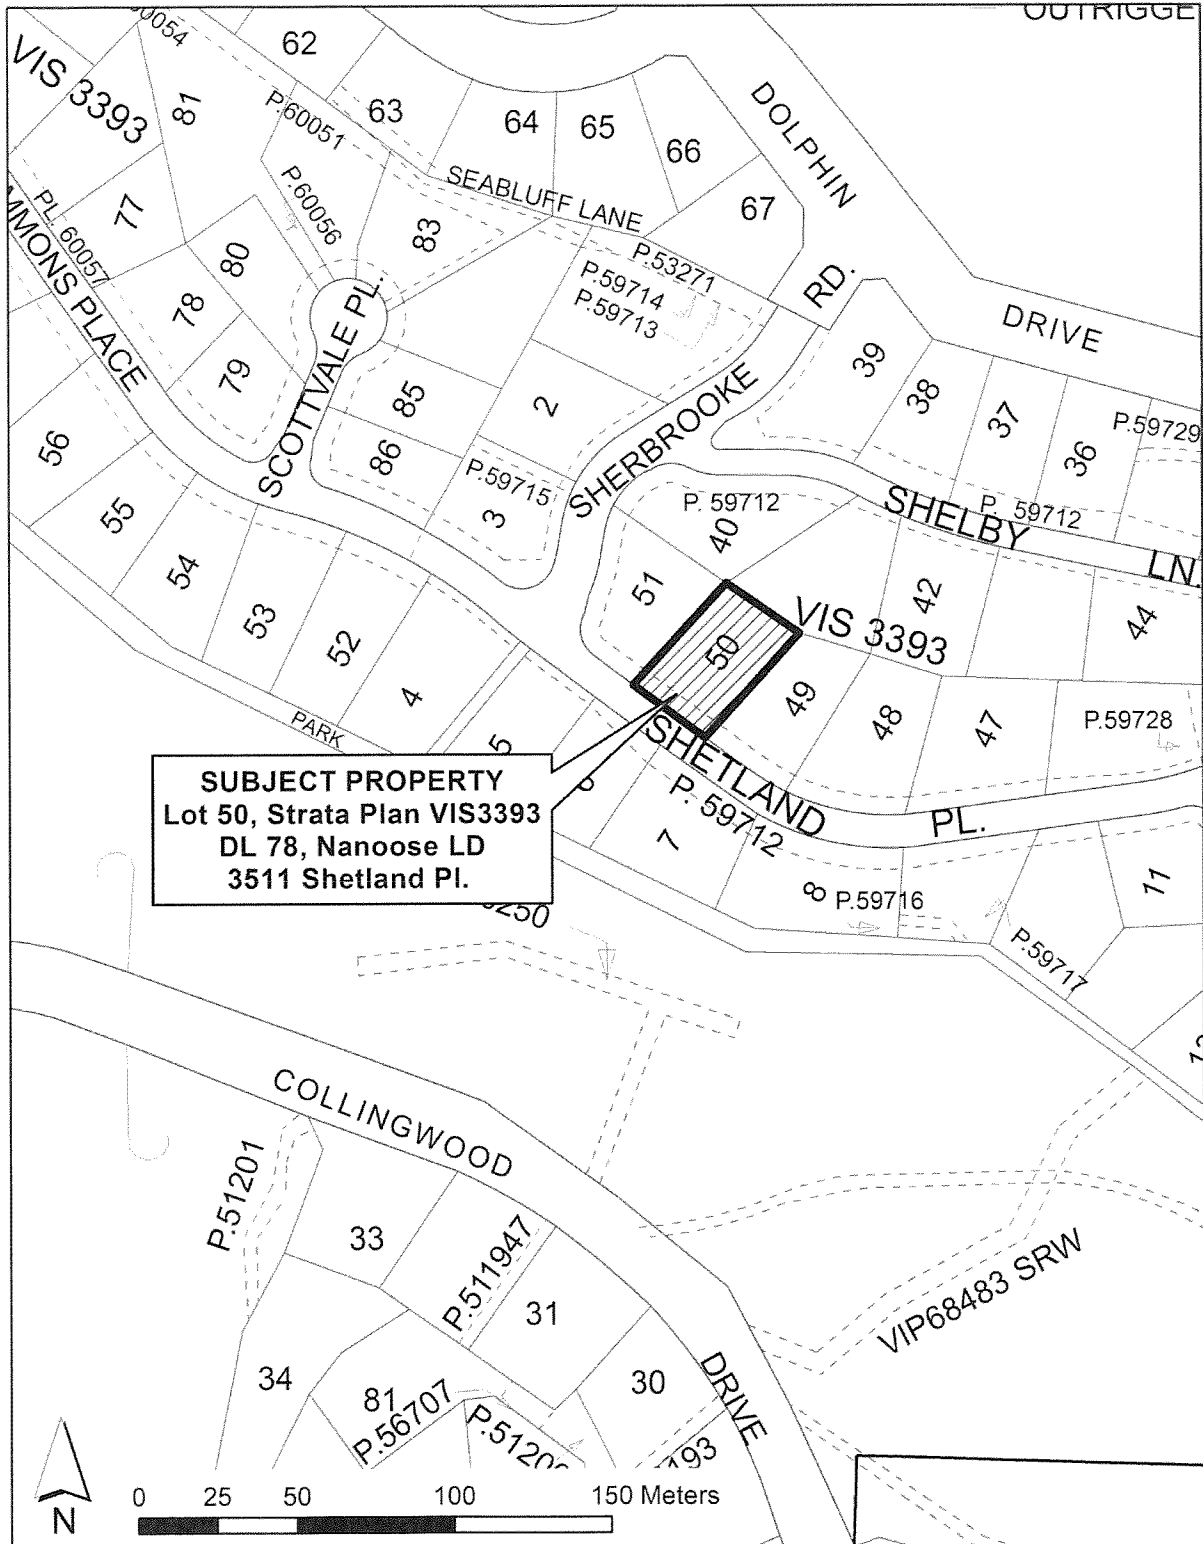 OUTRIGGE
VIS 3393
81
62
P.60051
63
64
65
66
DOLPHIN
67
SEABLUFF LANE
P.60056
83
77
PL. 60057
80
78
79
MMONS PLACE
SCOTTVALE PL.
P.53271
P.59714
P.59713
RD.
DRIVE
39
38
37
36
P.59729
85
86
2
P.59715
3
SHERBROOKE
P. 59712
40
SHELBY
P. 59712
LN.
56
55
54
53
52
4
5
51
50
VIS 3393
42
44
49
48
47
P.59728
PARK
SHETLAND
PL.
P. 59712
7
8
P.59716
11
P.59717
SUBJECT PROPERTY
Lot 50, Strata Plan VIS3393
DL 78, Nanoose LD
3511 Shetland Pl.
COLLINGWOOD
P.51201
33
P.511947
31
34
81
P.56707
30
DRIVE
VIP68483 SRW
N
0 25 50 100 150 Meters